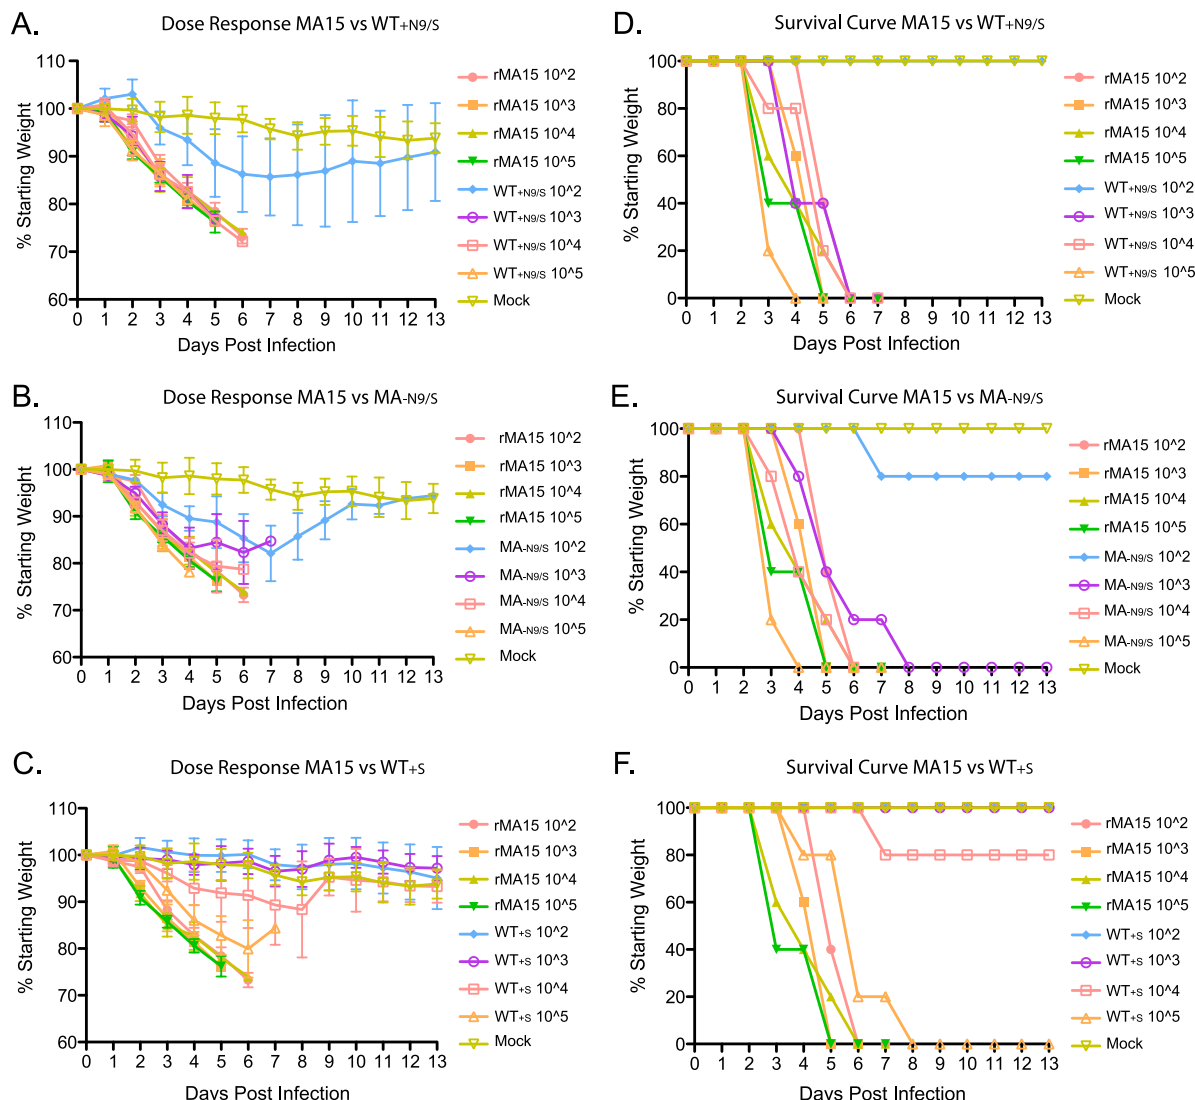 A.
Dose Response MA15 vs WT+N9/S
% Starting Weight
110
100
90
80
70
60
0 1 2 3 4 5 6 7 8 9 10 11 12 13
Days Post Infection
rMA15 10^2
rMA15 10^3
rMA15 10^4
rMA15 10^5
WT+N9/S 10^2
WT+N9/S 10^3
WT+N9/S 10^4
WT+N9/S 10^5
Mock
D.
Survival Curve MA15 vs WT+N9/S
% Starting Weight
100
80
60
40
20
0
0 1 2 3 4 5 6 7 8 9 10 11 12 13
Days Post Infection
rMA15 10^2
rMA15 10^3
rMA15 10^4
rMA15 10^5
WT+N9/S 10^2
WT+N9/S 10^3
WT+N9/S 10^4
WT+N9/S 10^5
Mock
B.
Dose Response MA15 vs MA-N9/S
% Starting Weight
110
100
90
80
70
60
0 1 2 3 4 5 6 7 8 9 10 11 12 13
Days Post Infection
rMA15 10^2
rMA15 10^3
rMA15 10^4
rMA15 10^5
MA-N9/S 10^2
MA-N9/S 10^3
MA-N9/S 10^4
MA-N9/S 10^5
Mock
E.
Survival Curve MA15 vs MA-N9/S
% Starting Weight
100
80
60
40
20
0
0 1 2 3 4 5 6 7 8 9 10 11 12 13
Days Post Infection
rMA15 10^2
rMA15 10^3
rMA15 10^4
rMA15 10^5
MA-N9/S 10^2
MA-N9/S 10^3
MA-N9/S 10^4
MA-N9/S 10^5
Mock
C.
Dose Response MA15 vs WT+S
% Starting Weight
110
100
90
80
70
60
0 1 2 3 4 5 6 7 8 9 10 11 12 13
Days Post Infection
rMA15 10^2
rMA15 10^3
rMA15 10^4
rMA15 10^5
WT+S 10^2
WT+S 10^3
WT+S 10^4
WT+S 10^5
Mock
F.
Survival Curve MA15 vs WT+S
% Starting Weight
100
80
60
40
20
0
0 1 2 3 4 5 6 7 8 9 10 11 12 13
Days Post Infection
rMA15 10^2
rMA15 10^3
rMA15 10^4
rMA15 10^5
WT+S 10^2
WT+S 10^3
WT+S 10^4
WT+S 10^5
Mock